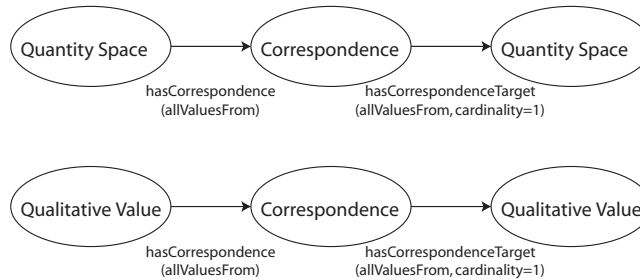 Quantity Space
Correspondence
Quantity Space
hasCorrespondence
(allValuesFrom)
hasCorrespondenceTarget
(allValuesFrom, cardinality=1)
Qualitative Value
Correspondence
Qualitative Value
hasCorrespondence
(allValuesFrom)
hasCorrespondenceTarget
(allValuesFrom, cardinality=1)